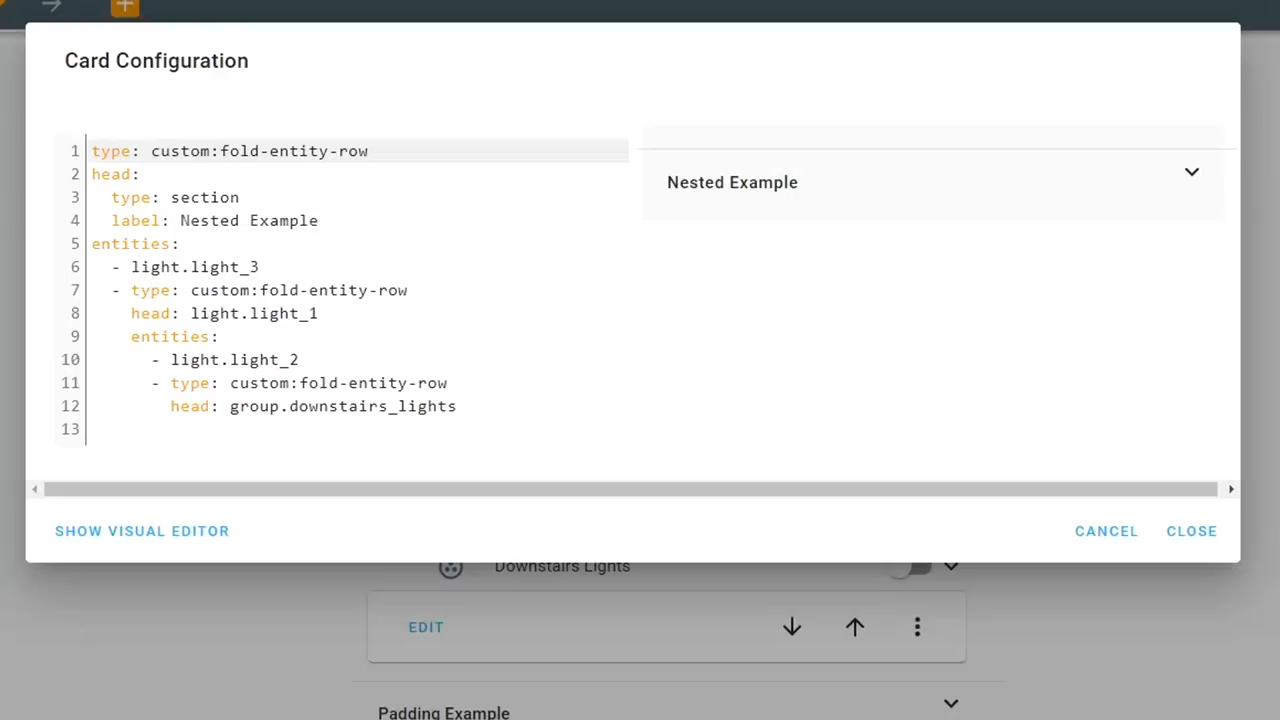 Card Configuration
1 type: custom:fold-entity-row
2 head:
3 type: section
4 label: Nested Example
5 entities:
6 - light.light_3
7 - type: custom:fold-entity-row
8 head: light.light_1
9 entities:
10 - light.light_2
11 - type: custom:fold-entity-row
12 head: group.downstairs_lights
13
Nested Example
SHOW VISUAL EDITOR
CANCEL
CLOSE
Downstairs Lights
EDIT
Padding Example